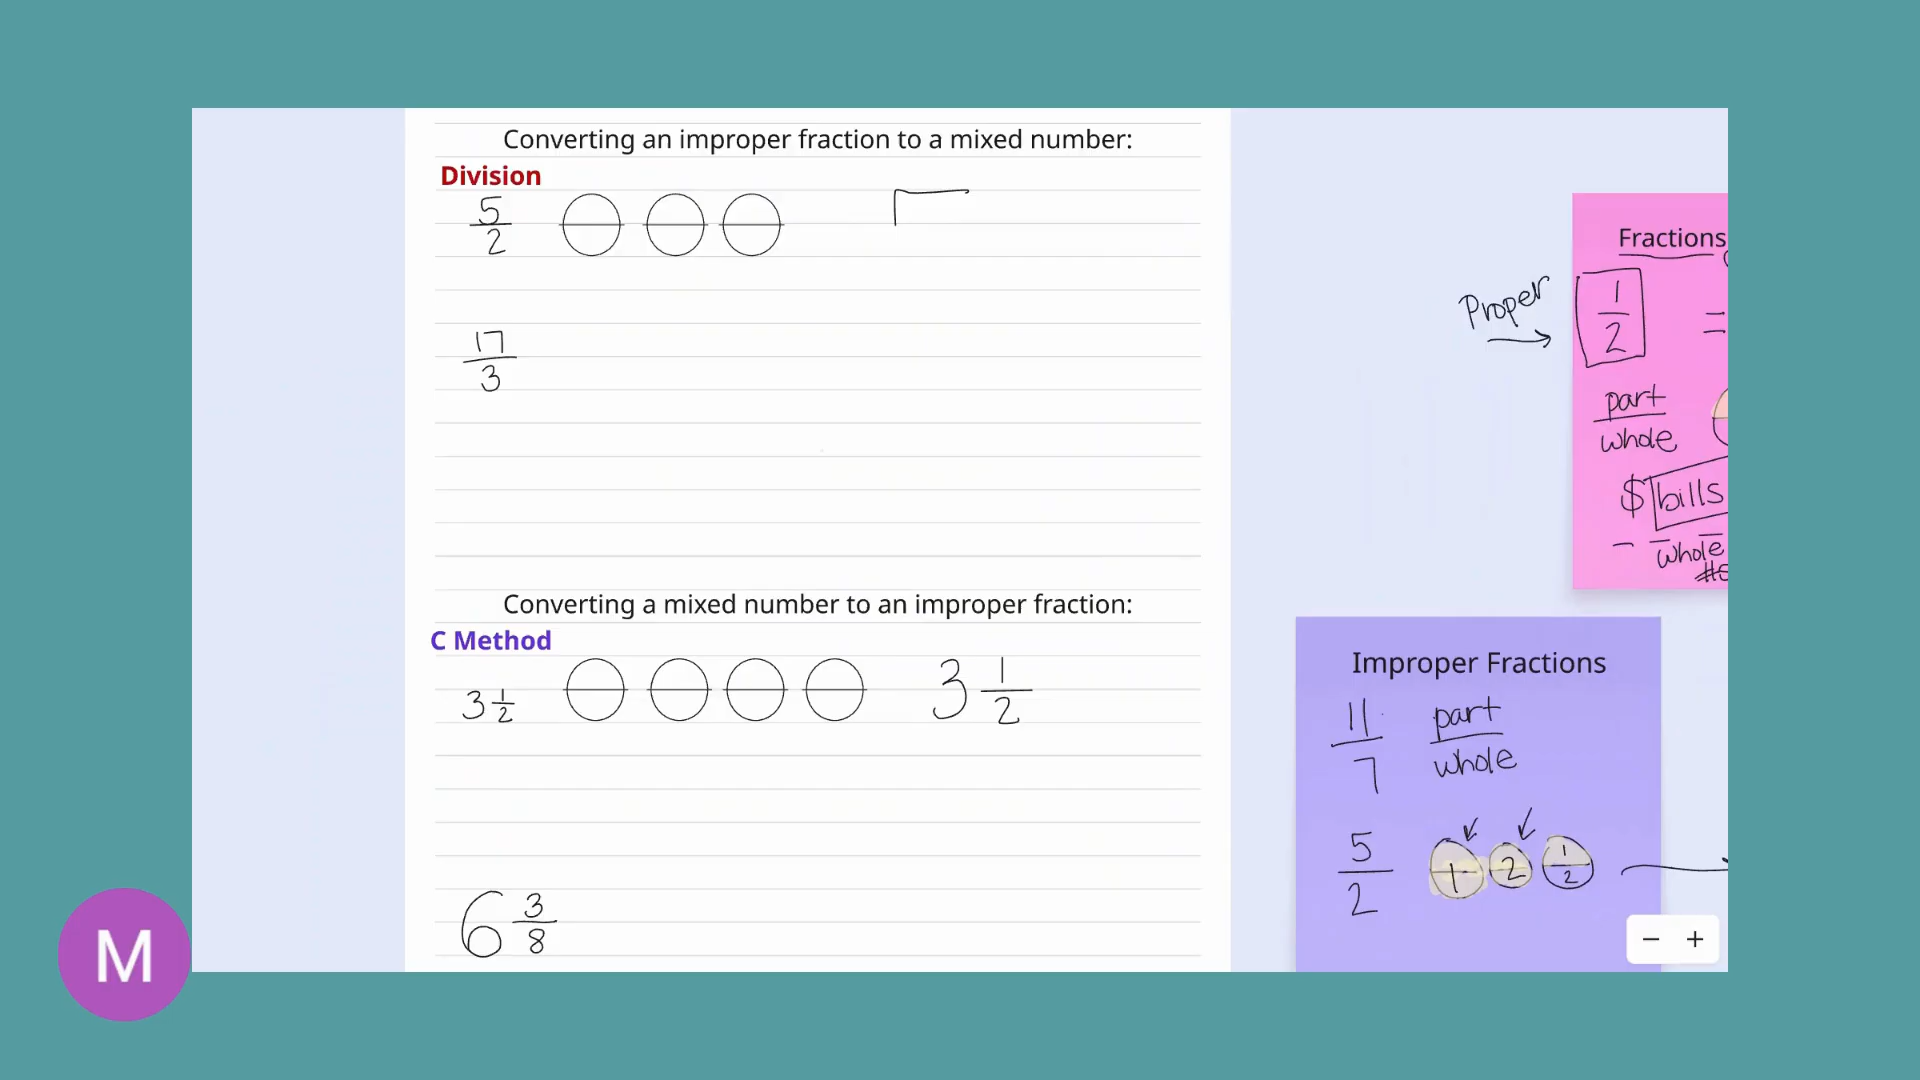 Converting an improper fraction to a mixed number:
Division
5/2
17/3
Converting a mixed number to an improper fraction:
C Method
3 1/2
3 1/2
6 3/8
Fractions
Proper
1/2 =
part
whole
$ bills
- whole
Improper Fractions
11/7
part
whole
5/2
1 2 1/2
− +
M